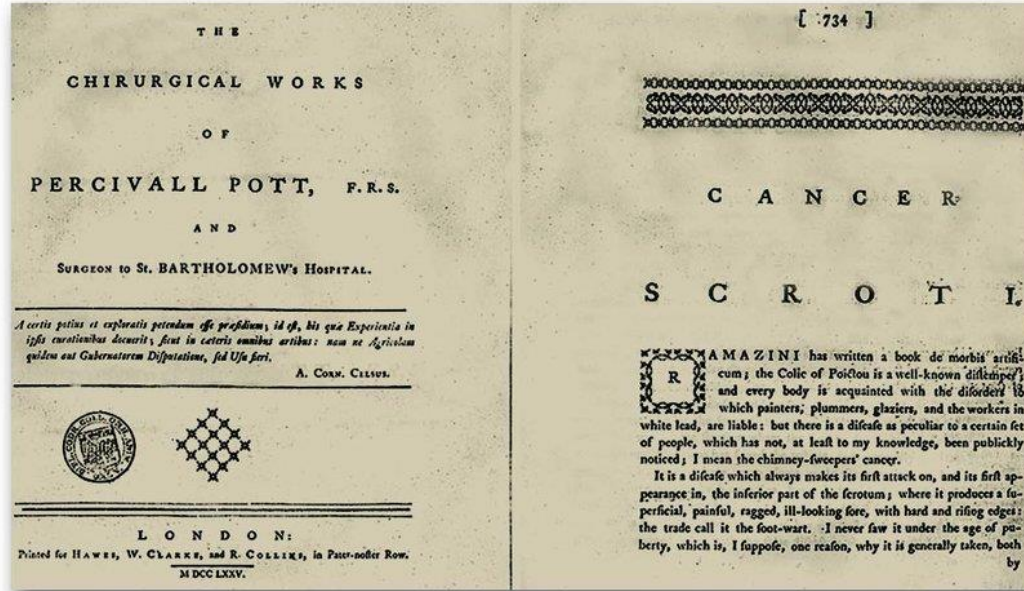 THE
CHIRURGICAL WORKS
OF
PERCIVALL POTT, F.R.S.
AND
SURGEON to St. BARTHOLOMEW's HOSPITAL.
A certis potius et exploratis petendum esse præsidium; id est, his quæ Experientia in
ipsis curationibus docuerit; sicut in cæteris omnibus artibus: nam ne Agricolam
quidem aut Gubernatorem Disputatione, sed Usu fieri.
A. CORN. CELSUS.
LONDON:
Printed for HAWES, W. CLARKE, and R. COLLINS, in Pater-noster Row.
M DCC LXXV.
[ 734 ]
CANCER
SCROTI.
RAMAZINI has written a book de morbis artifi-
cum; the Colic of Poictou is a well-known distemper;
and every body is acquainted with the disorders to
which painters, plummers, glaziers, and the workers in
white lead, are liable: but there is a disease as peculiar to a certain set
of people, which has not, at least to my knowledge, been publickly
noticed; I mean the chimney-sweepers' cancer.
It is a disease which always makes its first attack on, and its first ap-
pearance in, the inferior part of the scrotum; where it produces a su-
perficial, painful, ragged, ill-looking sore, with hard and rising edges:
the trade call it the soot-wart. I never saw it under the age of pu-
berty, which is, I suppose, one reason, why it is generally taken, both
by